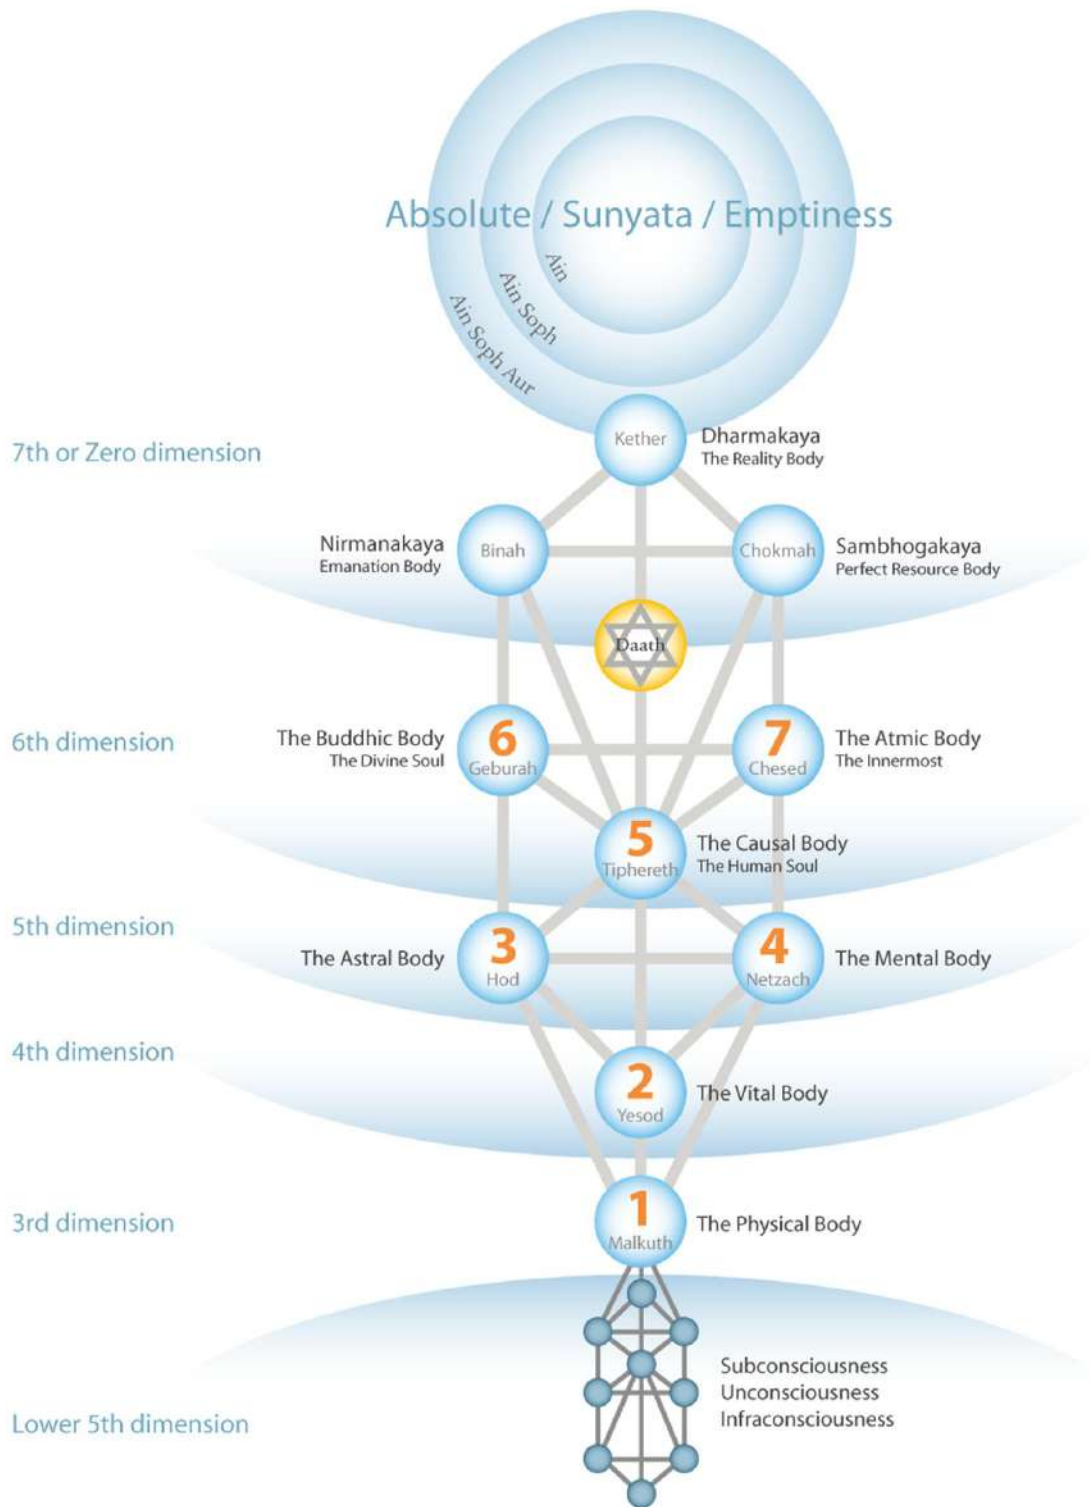 Absolute / Sunyata / Emptiness
Ain
Ain Soph
Ain Soph Aur
7th or Zero dimension
Kether
Dharmakaya
The Reality Body
Nirmanakaya
Emanation Body
Binah
Chokmah
Sambhogakaya
Perfect Resource Body
Daath
6th dimension
The Buddhic Body
The Divine Soul
6
Geburah
7
Chesed
The Atmic Body
The Innermost
5
Tiphereth
The Causal Body
The Human Soul
5th dimension
The Astral Body
3
Hod
4
Netzach
The Mental Body
4th dimension
2
Yesod
The Vital Body
3rd dimension
1
Malkuth
The Physical Body
Subconsciousness
Unconsciousness
Infraconsciousness
Lower 5th dimension